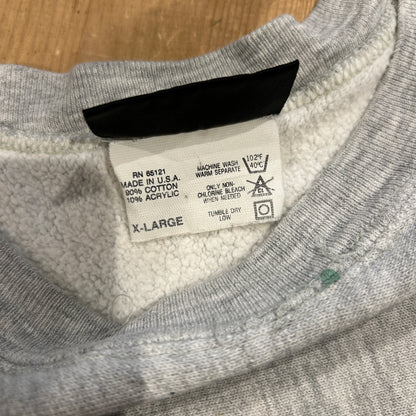 RN 65121
MADE IN U.S.A.
90% COTTON
10% ACRYLIC
X-LARGE
MACHINE WASH
WARM SEPARATE
102°F
40°C
ONLY NON-
CHLORINE BLEACH
WHEN NEEDED
CL
TUMBLE DRY
LOW